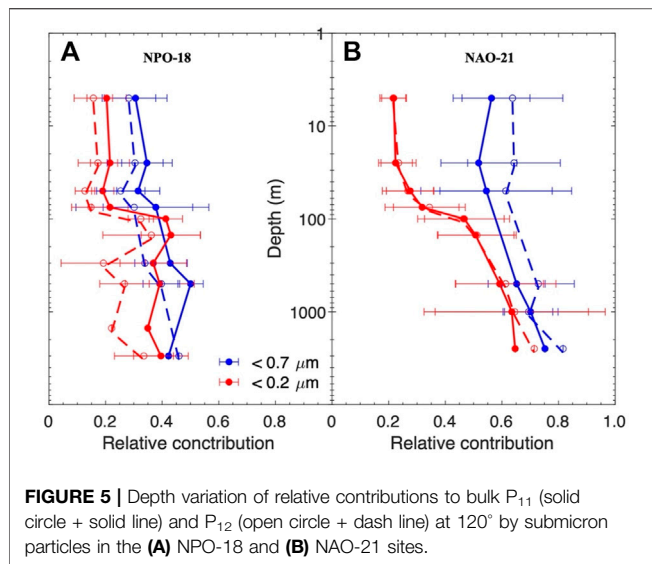 A
NPO-18
B
NAO-21
1
10
100
1000
Depth (m)
< 0.7 μm
< 0.2 μm
0 0.2 0.4 0.6 0.8 0 0.2 0.4 0.6 0.8 1.0
Relative conctribution
Relative contribution
FIGURE 5 | Depth variation of relative contributions to bulk P₁₁ (solid
circle + solid line) and P₁₂ (open circle + dash line) at 120° by submicron
particles in the (A) NPO-18 and (B) NAO-21 sites.